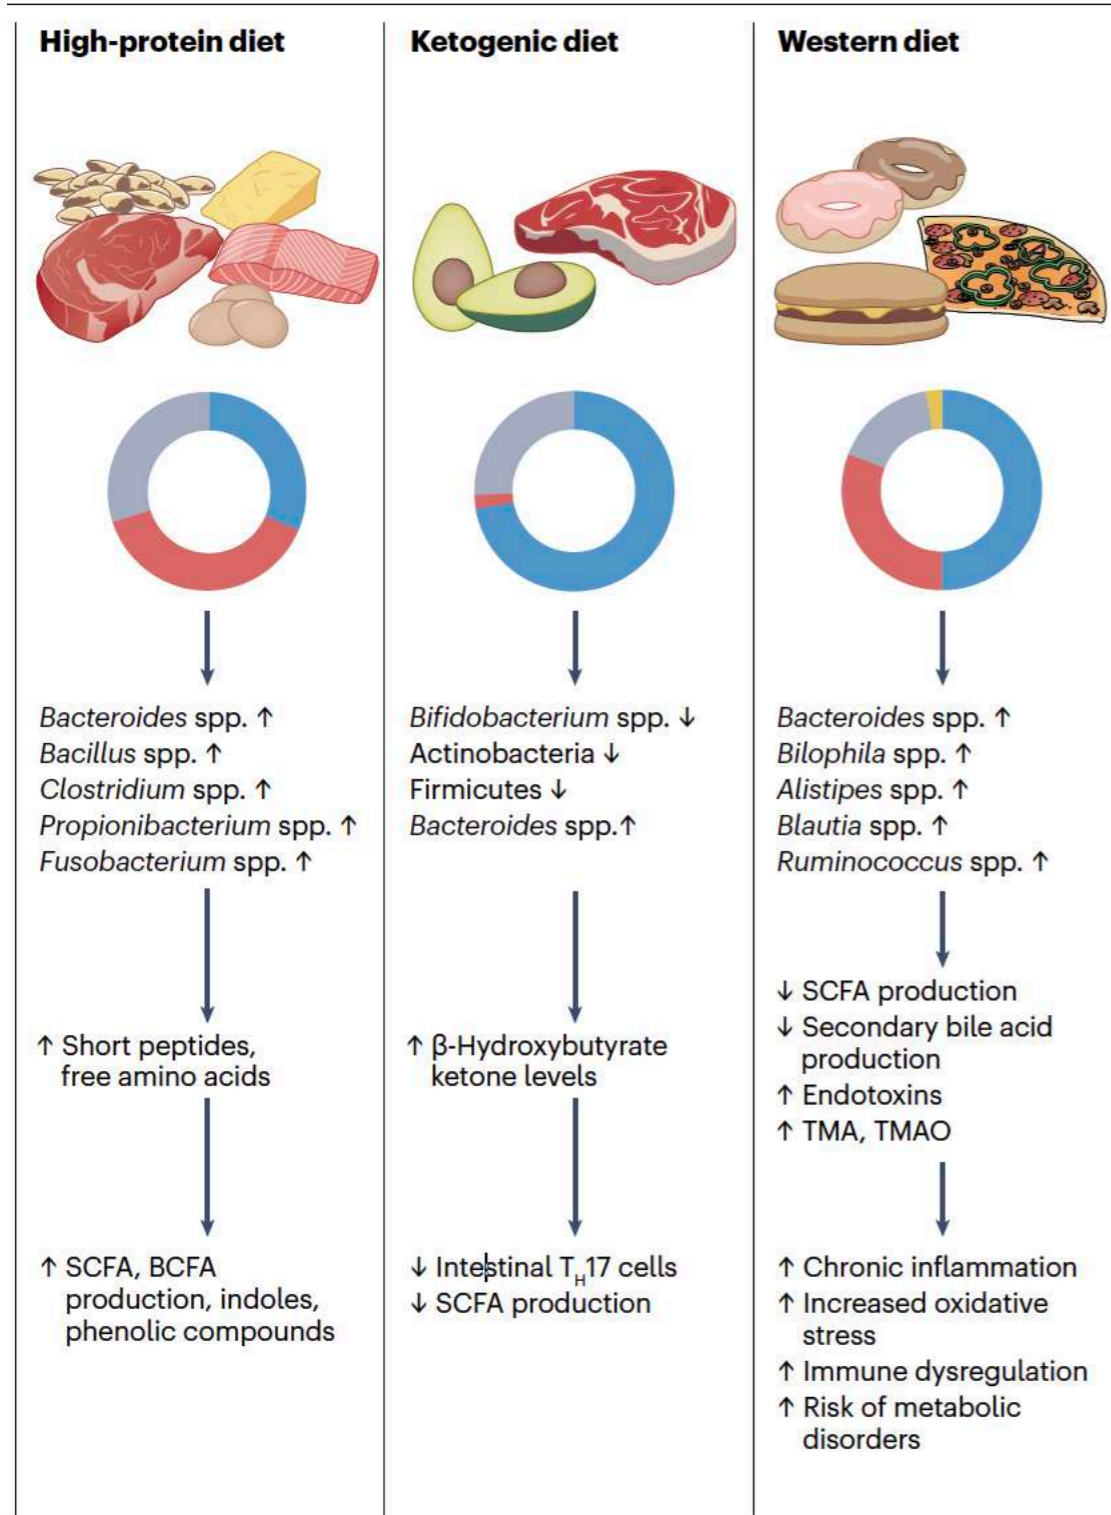 High-protein diet
Bacteroides spp. ↑
Bacillus spp. ↑
Clostridium spp. ↑
Propionibacterium spp. ↑
Fusobacterium spp. ↑
↑ Short peptides,
free amino acids
↑ SCFA, BCFA
production, indoles,
phenolic compounds
Ketogenic diet
Bifidobacterium spp. ↓
Actinobacteria ↓
Firmicutes ↓
Bacteroides spp.↑
↑ β-Hydroxybutyrate
ketone levels
↓ Intestinal TH17 cells
↓ SCFA production
Western diet
Bacteroides spp. ↑
Bilophila spp. ↑
Alistipes spp. ↑
Blautia spp. ↑
Ruminococcus spp. ↑
↓ SCFA production
↓ Secondary bile acid
production
↑ Endotoxins
↑ TMA, TMAO
↑ Chronic inflammation
↑ Increased oxidative
stress
↑ Immune dysregulation
↑ Risk of metabolic
disorders